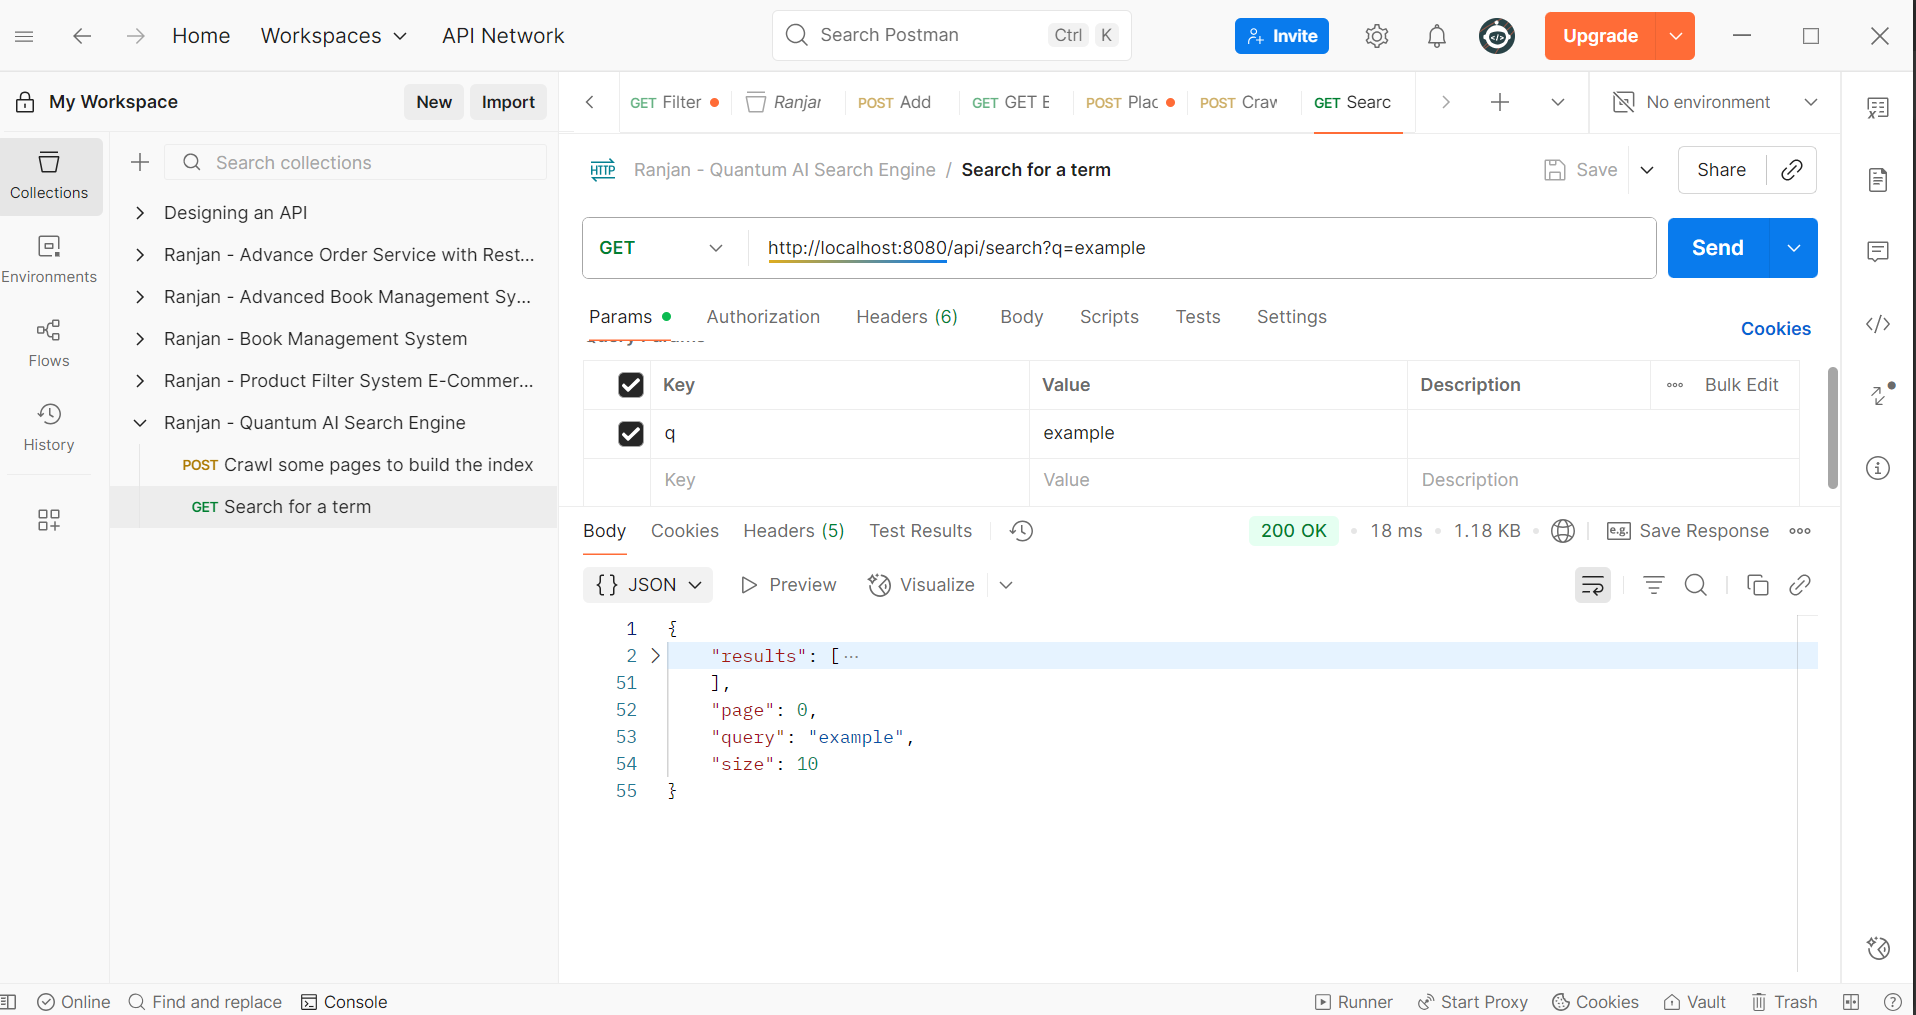 Home Workspaces API Network Search Postman Ctrl K Invite Upgrade
My Workspace New Import GET Filter Ranjar POST Add GET GET E POST Plac POST Crav GET Searc No environment
Collections
Environments
Flows
History
Search collections
Designing an API
Ranjan - Advance Order Service with Rest...
Ranjan - Advanced Book Management Sy...
Ranjan - Book Management System
Ranjan - Product Filter System E-Commer...
Ranjan - Quantum AI Search Engine
POST Crawl some pages to build the index
GET Search for a term
HTTP Ranjan - Quantum AI Search Engine / Search for a term Save Share
GET http://localhost:8080/api/search?q=example Send
Params Authorization Headers (6) Body Scripts Tests Settings Cookies
Key Value Description Bulk Edit
q example
Key Value Description
Body Cookies Headers (5) Test Results 200 OK 18 ms 1.18 KB e.g. Save Response
{} JSON Preview Visualize
1 {
2 "results": [ ...
51 ],
52 "page": 0,
53 "query": "example",
54 "size": 10
55 }
Online Find and replace Console Runner Start Proxy Cookies Vault Trash